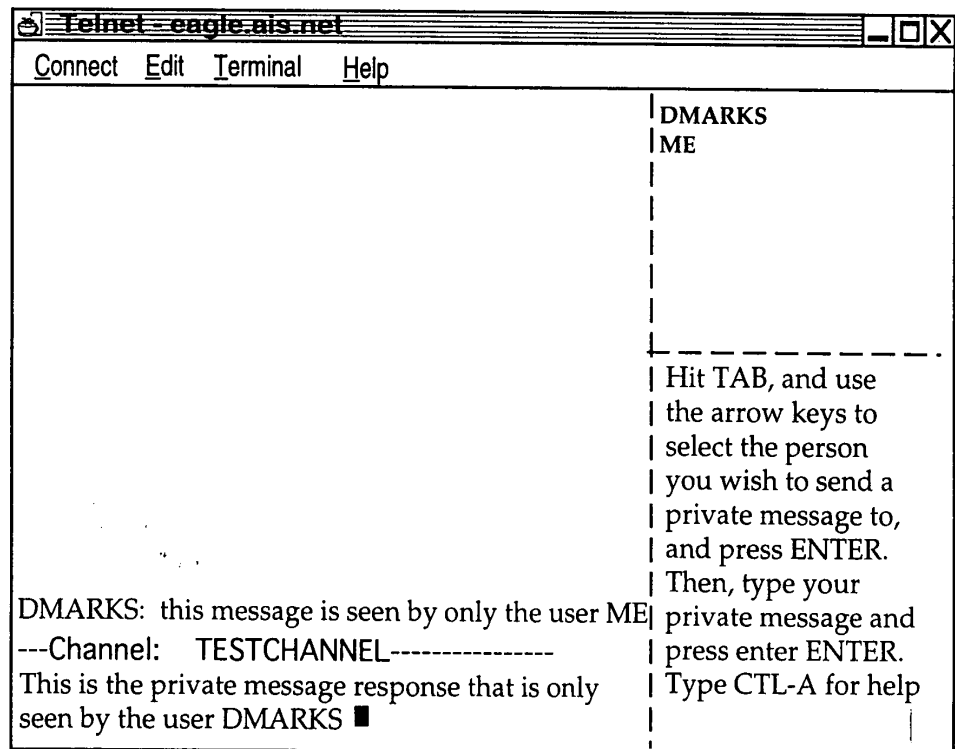 Telnet - eagle.ais.net
Connect Edit Terminal Help
DMARKS
ME
Hit TAB, and use
the arrow keys to
select the person
you wish to send a
private message to,
and press ENTER.
Then, type your
private message and
press enter ENTER.
Type CTL-A for help
DMARKS: this message is seen by only the user ME
---Channel: TESTCHANNEL----------------
This is the private message response that is only
seen by the user DMARKS